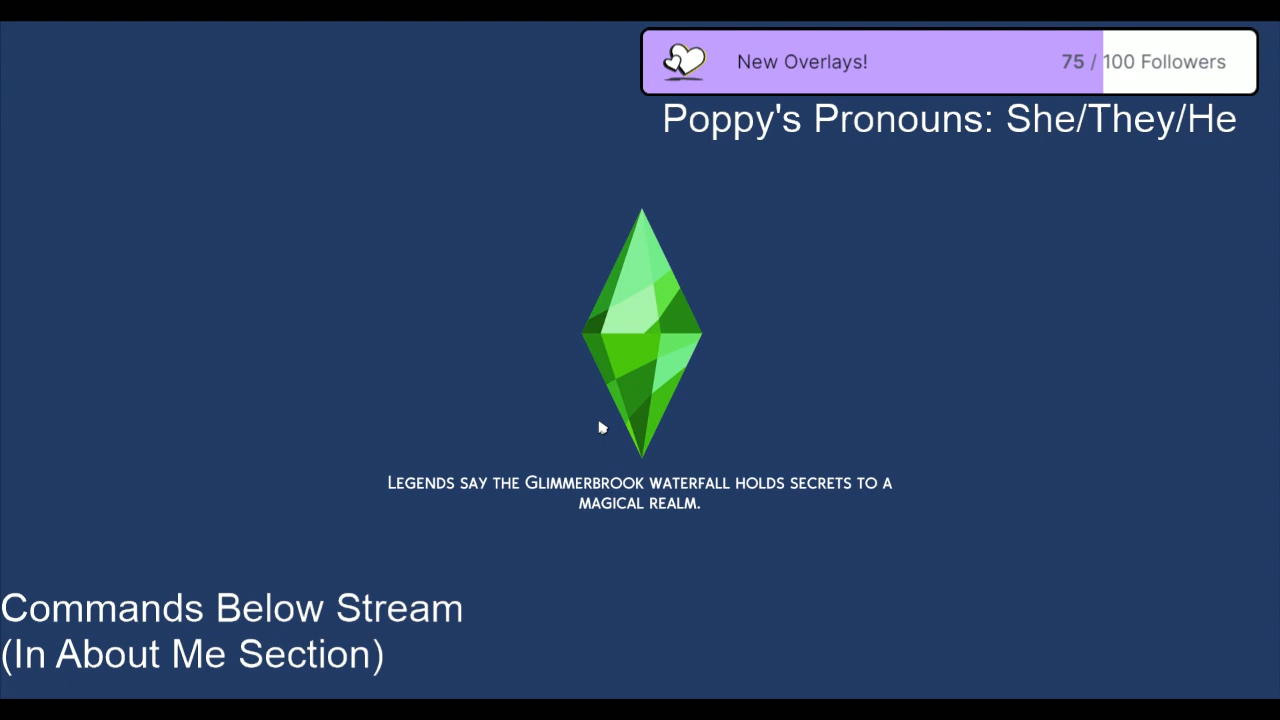 New Overlays!
75 / 100 Followers
Poppy's Pronouns: She/They/He
Legends say the Glimmerbrook waterfall holds secrets to a
magical realm.
Commands Below Stream
(In About Me Section)